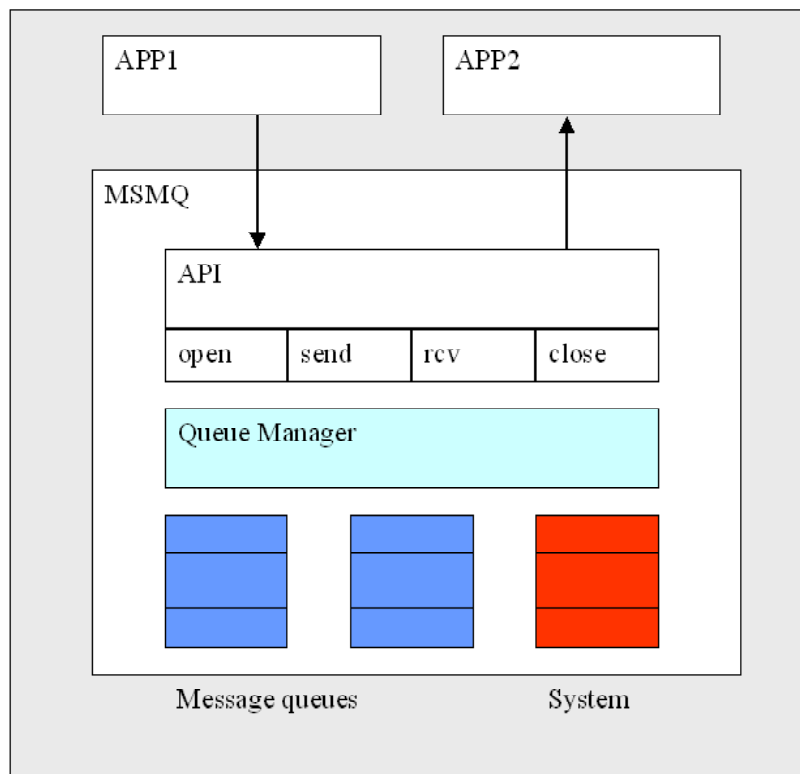 APP1
APP2
MSMQ
API
open
send
rcv
close
Queue Manager
Message queues
System